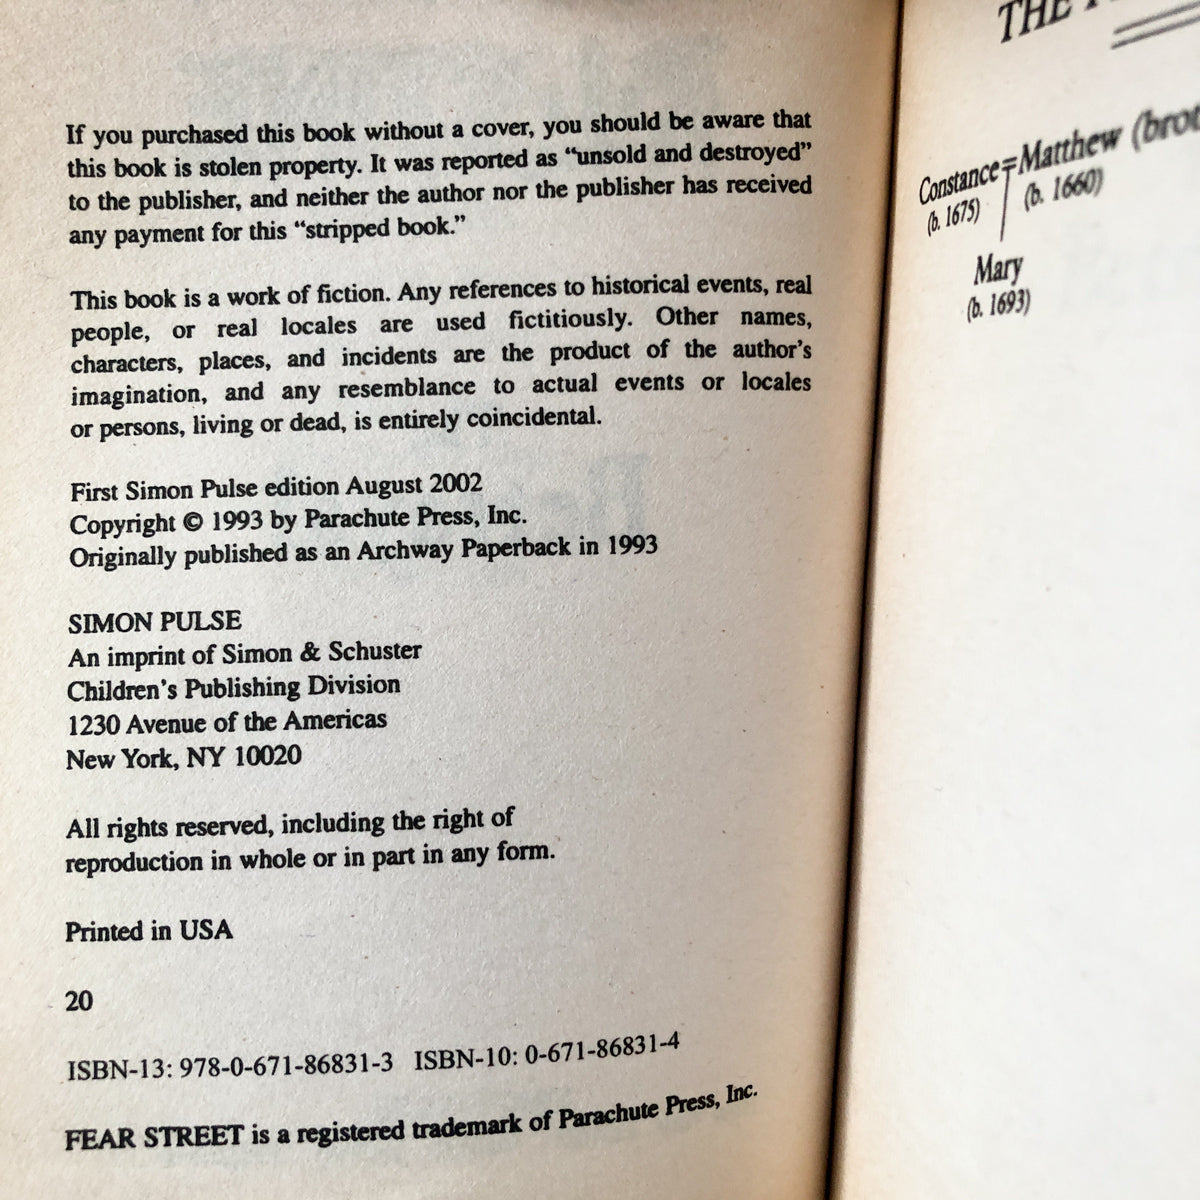 If you purchased this book without a cover, you should be aware that
this book is stolen property. It was reported as “unsold and destroyed”
to the publisher, and neither the author nor the publisher has received
any payment for this “stripped book.”
This book is a work of fiction. Any references to historical events, real
people, or real locales are used fictitiously. Other names,
characters, places, and incidents are the product of the author's
imagination, and any resemblance to actual events or locales
or persons, living or dead, is entirely coincidental.
First Simon Pulse edition August 2002
Copyright © 1993 by Parachute Press, Inc.
Originally published as an Archway Paperback in 1993
SIMON PULSE
An imprint of Simon & Schuster
Children's Publishing Division
1230 Avenue of the Americas
New York, NY 10020
All rights reserved, including the right of
reproduction in whole or in part in any form.
Printed in USA
20
ISBN-13: 978-0-671-86831-3 ISBN-10: 0-671-86831-4
FEAR STREET is a registered trademark of Parachute Press, Inc.
THE
Constance=Matthew (brot
(b. 1675) (b. 1660)
Mary
(b. 1693)